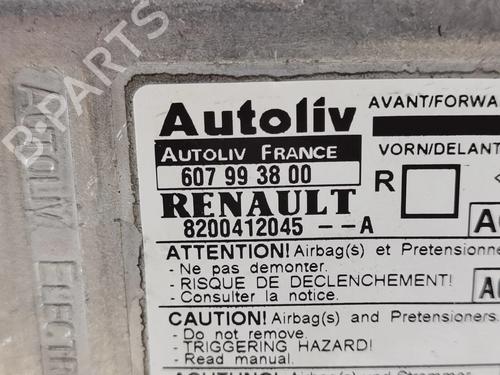 B-PARTS
AUTOLIV ELECTR
Autoliv
AUTOLIV FRANCE
607 99 38 00
RENAULT
8200412045 --A
AVANT/FORWA
VORN/DELANT
R
ATTENTION! Airbag(s) et Pretensionne
- Ne pas demonter.
- RISQUE DE DECLENCHEMENT!
- Consulter la notice.
CAUTION! Airbag(s) and Pretensioners.
- Do not remove.
- TRIGGERING HAZARD!
- Read manual.